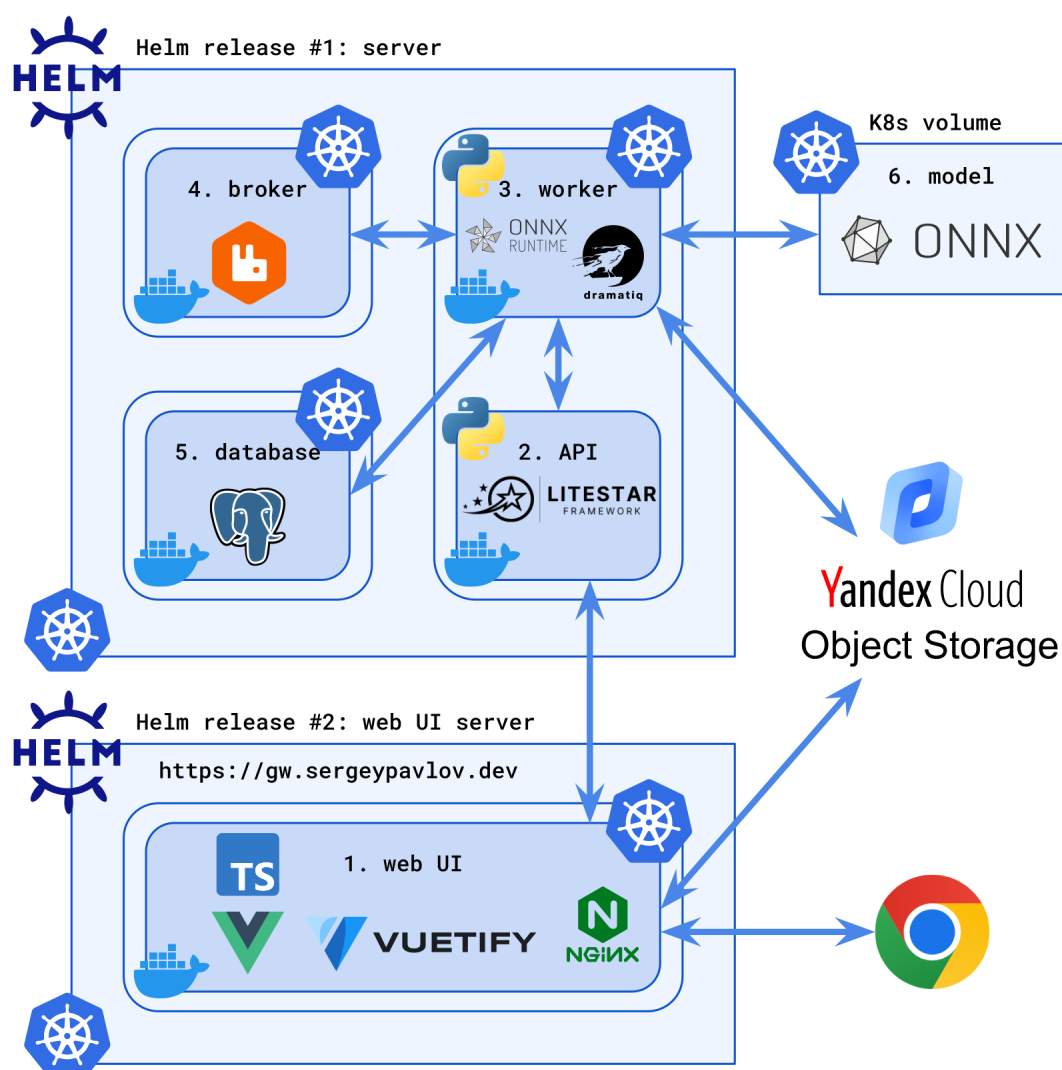 HELM
Helm release #1: server
K8s volume
4. broker
3. worker
6. model
ONNX
RUNTIME
ONNX
dramatiq
5. database
2. API
LITESTAR
FRAMEWORK
Yandex Cloud
Object Storage
HELM
Helm release #2: web UI server
https://gw.sergeypavlov.dev
TS
1. web UI
VUETIFY
N
NGINX